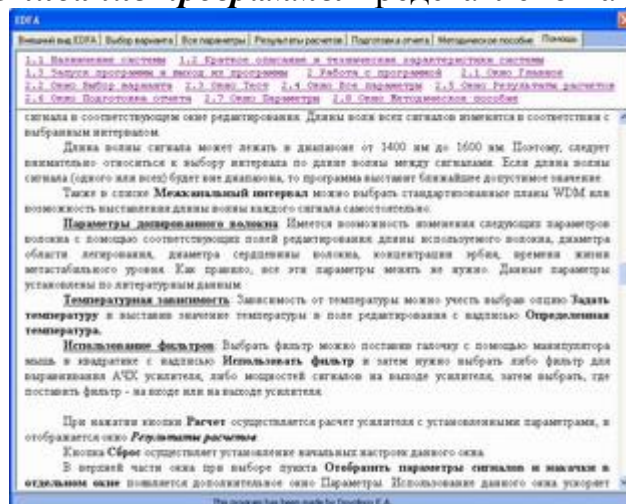 EDFA
Внешний вид EDFA Выбор варианта Все параметры Результаты расчетов Подготовка отчета Методическое пособие Помощь
1.1 Назначение системы 1.2 Краткое описание и технические характеристики системы
1.3 Запуск программы и выход из программы 2 Работа с программой 2.1 Окно Главное
2.2 Окно Выбор варианта 2.3 Окно Тест 2.4 Окно Все параметры 2.5 Окно Результаты расчетов
2.6 Окно Подготовка отчета 2.7 Окно Параметры 2.8 Окно Методическое пособие
сигнала в соответствующем окне редактирования. Длины волн всех сигналов изменятся в соответствии с
выбранным интервалом.
Длина волны сигнала может лежать в диапазоне от 1400 нм до 1600 нм. Поэтому, следует
внимательно относиться к выбору интервала по длине волны между сигналами. Если длина волны
сигнала (одного или всех) будет вне диапазона, то программа выставит ближайшее допустимое значение.
Также в списке Межканальный интервал можно выбрать стандартизованные планы WDM или
возможность выставления длины волны каждого сигнала самостоятельно.
Параметры допированного волокна. Имеется возможность изменения следующих параметров
волокна с помощью соответствующих полей редактирования: длины используемого волокна, диаметра
области легирования, диаметра сердцевины волокна, концентрации эрбия, времени жизни
метастабильного уровня. Как правило, все эти параметры менять не нужно. Данные параметры
установлены по литературным данным.
Температурная зависимость. Зависимость от температуры можно учесть выбрав опцию Задать
температуру и выставив значение температуры в поле редактирования с надписью Определенная
температура.
Использование фильтров. Выбрать фильтр можно поставив галочку с помощью манипулятора
мышь в квадратике с надписью Использовать фильтр и затем нужно выбрать либо фильтр для
выравнивания АЧХ усилителя, либо мощностей сигналов на выходе усилителя, затем выбрать, где
поставить фильтр - на входе или на выходе усилителя.
При нажатии кнопки Расчет осуществляется расчет усилителя с установленными параметрами, и
отображается окно Результаты расчетов.
Кнопка Сброс осуществляет установление начальных настроек данного окна.
В верхней части окна при выборе пункта Отобразить параметры сигналов и накачки в
отдельном окне появляется дополнительное окно Параметры. Использование данного окна ускоряет
This program has been made by